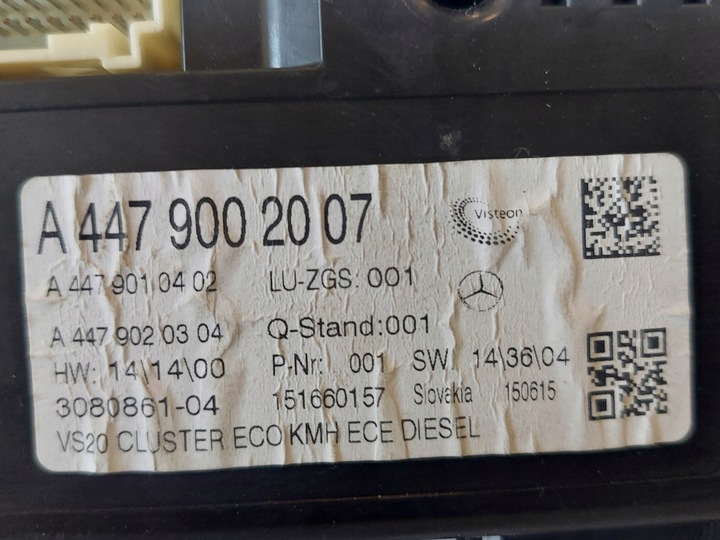 A 447 900 20 07
Visteon
A 447 901 04 02 LU-ZGS: 001
A 447 902 03 04 Q-Stand:001
HW: 14\14\00 P-Nr: 001 SW: 14\36\04
3080861-04 151660157 Slovakia 150615
VS20 CLUSTER ECO KMH ECE DIESEL